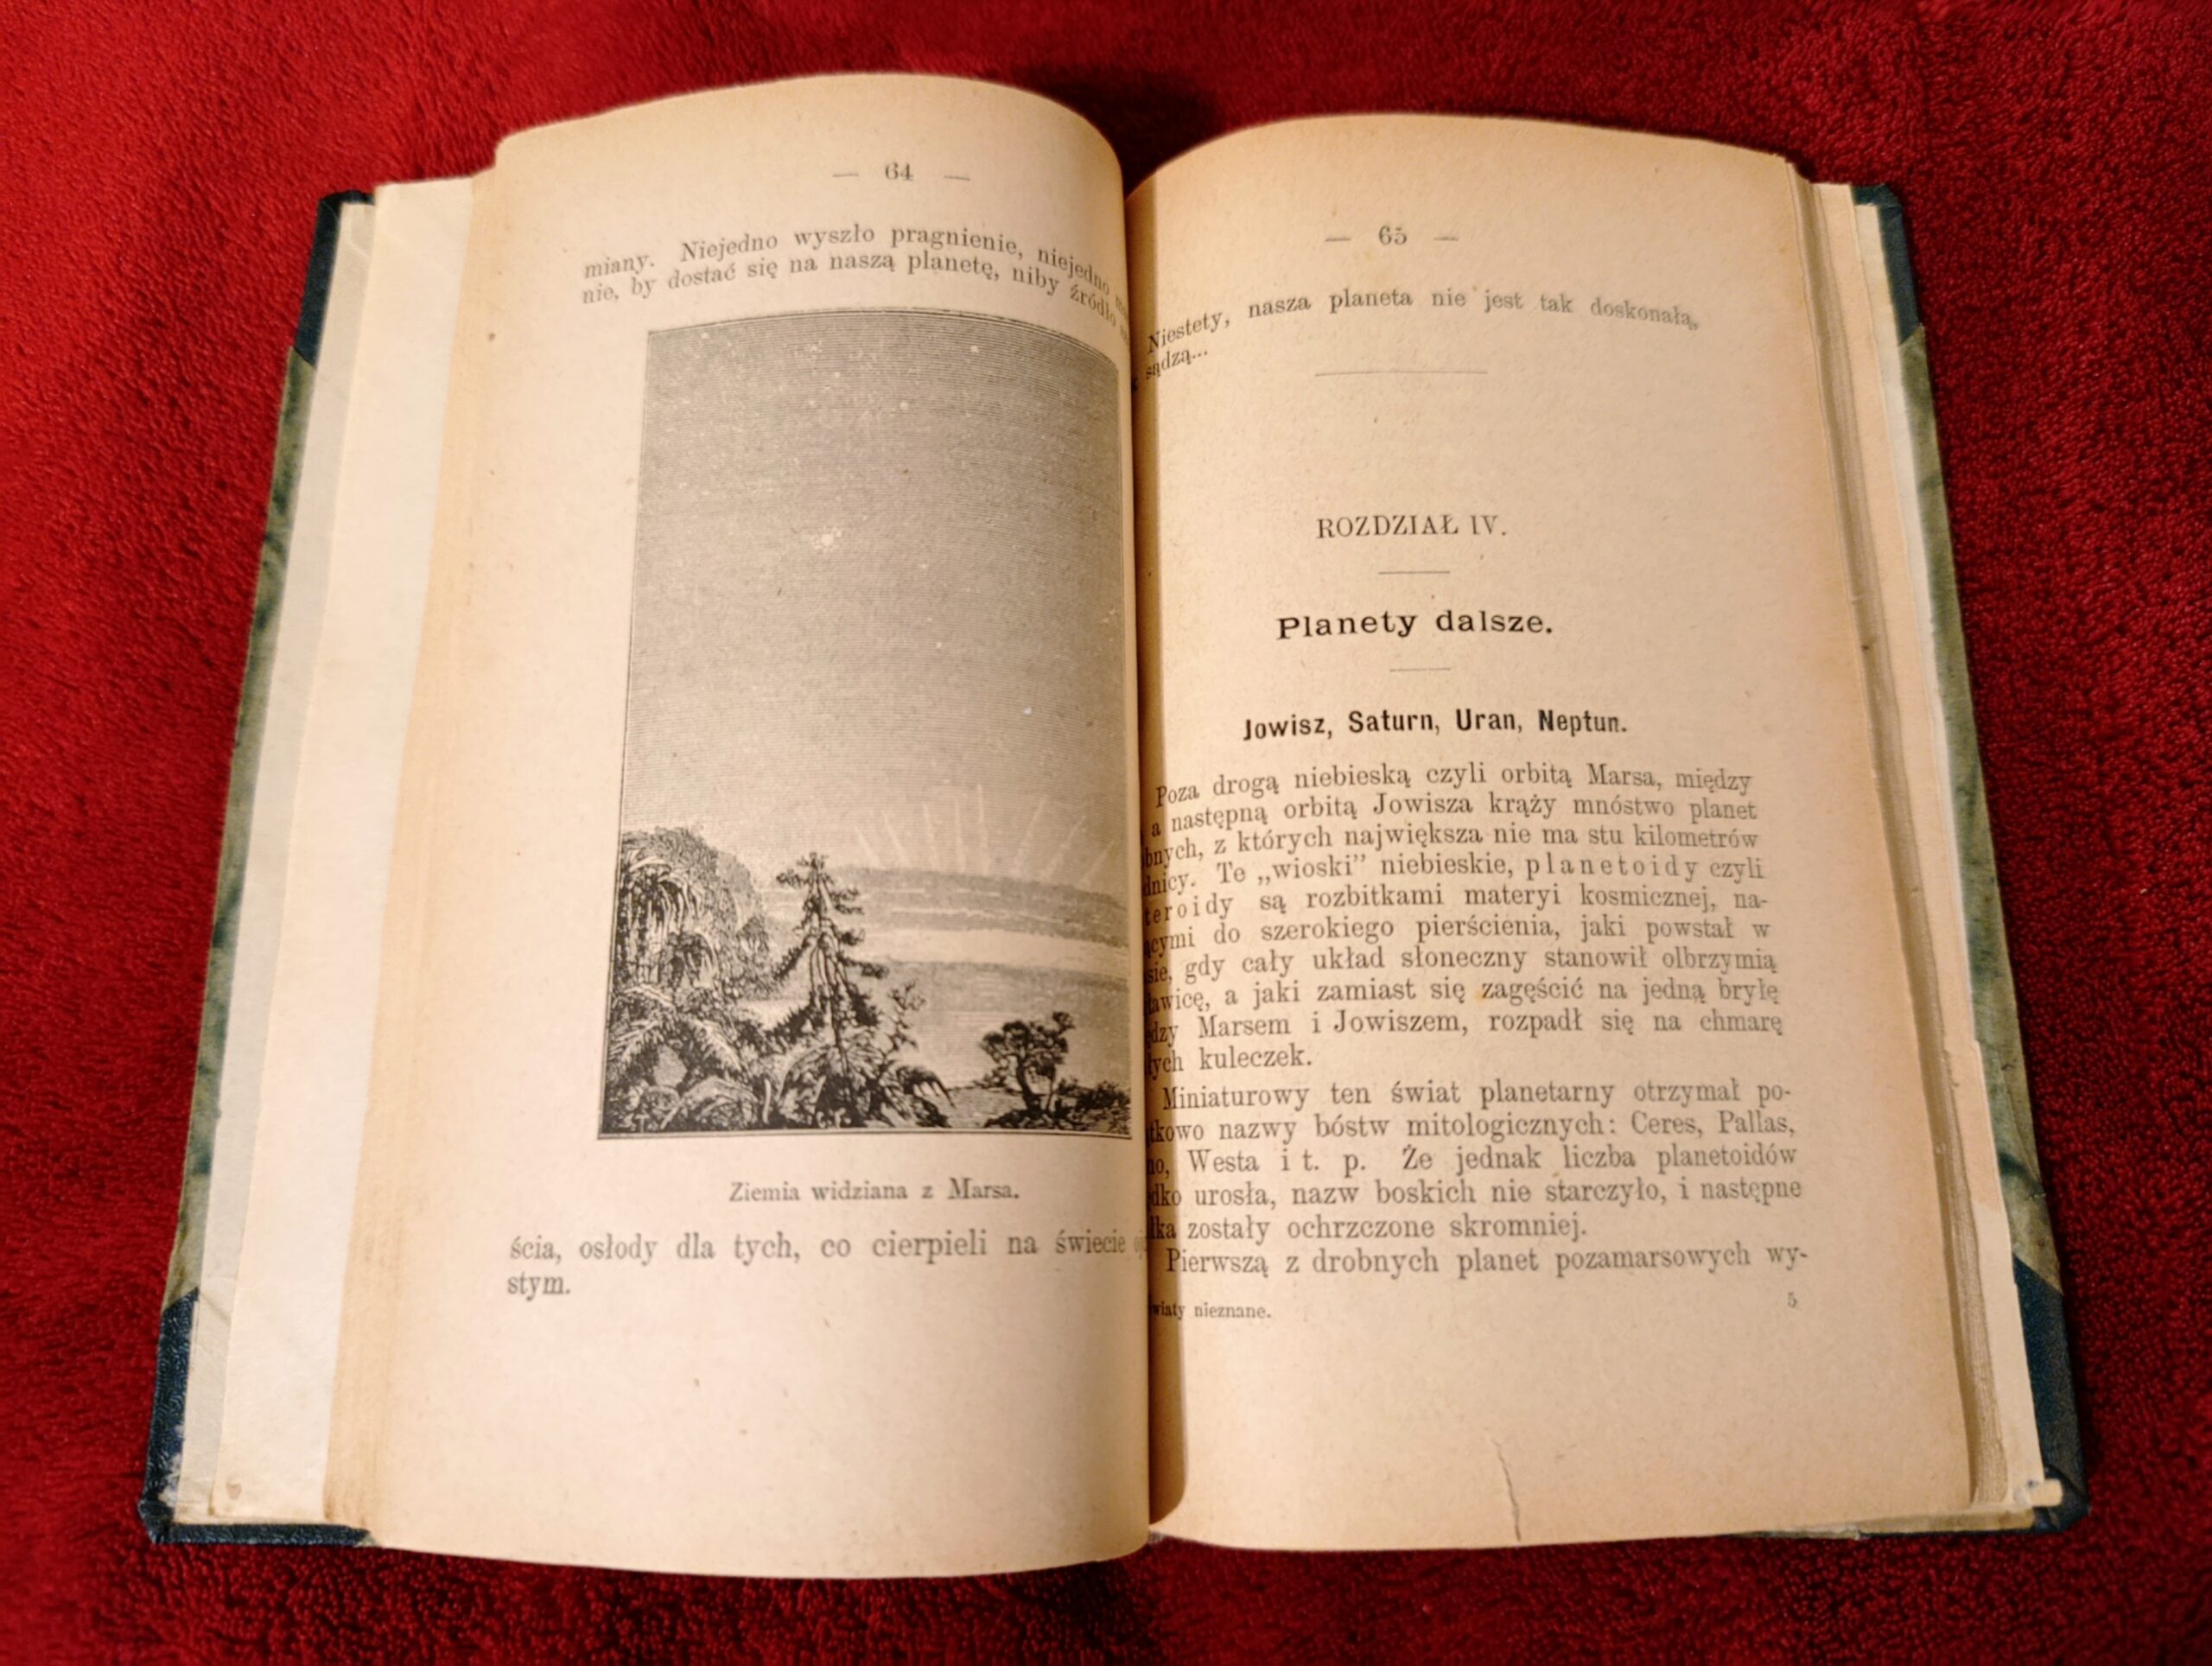 — 64 —
miany. Niejedno wyszło pragnienie, niejedno
nie, by dostać się na naszą planetę, niby źródło
Ziemia widziana z Marsa.
ścia, osłody dla tych, co cierpieli na świecie
stym.
— 65 —
Niestety, nasza planeta nie jest tak doskonałą,
sądzą...
ROZDZIAŁ IV.
Planety dalsze.
Jowisz, Saturn, Uran, Neptun.
Poza drogą niebieską czyli orbitą Marsa, między
a następną orbitą Jowisza krąży mnóstwo planet
bnych, z których największa nie ma stu kilometrów
dnicy. Te „wioski” niebieskie, planetoidy czyli
teroidy są rozbitkami materyi kosmicznej, na-
ącymi do szerokiego pierścienia, jaki powstał w
sie, gdy cały układ słoneczny stanowił olbrzymią
ławicę, a jaki zamiast się zagęścić na jedną bryłę
dzy Marsem i Jowiszem, rozpadł się na chmarę
ych kuleczek.
Miniaturowy ten świat planetarny otrzymał po-
tkowo nazwy bóstw mitologicznych: Ceres, Pallas,
no, Westa i t. p. Że jednak liczba planetoidów
dko urosła, nazw boskich nie starczyło, i następne
łka zostały ochrzczone skromniej.
Pierwszą z drobnych planet pozamarsowych wy-
wiaty nieznane.
5